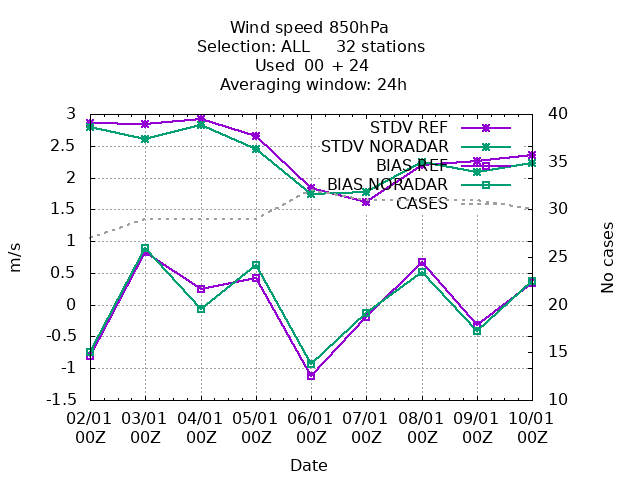 Wind speed 850hPa
Selection: ALL     32 stations
Used  00 + 24
Averaging window: 24h
3
2.5
2
1.5
1
0.5
0
-0.5
-1
-1.5
40
35
30
25
20
15
10
STDV REF
STDV NORADAR
BIAS REF
BIAS NORADAR
CASES
m/s
No cases
02/01 03/01 04/01 05/01 06/01 07/01 08/01 09/01 10/01
00Z 00Z 00Z 00Z 00Z 00Z 00Z 00Z 00Z
Date